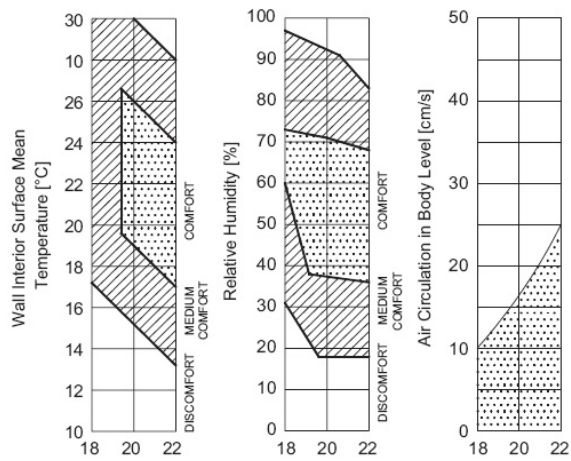 Wall Interior Surface Mean
Temperature [°C]
30
10
26
24
22
20
18
16
14
12
10
18 20 22
COMFORT
MEDIUM
COMFORT
DISCOMFORT
Relative Humidity [%]
100
90
80
70
60
50
40
30
20
10
0
18 20 22
COMFORT
MEDIUM
COMFORT
DISCOMFORT
Air Circulation in Body Level [cm/s]
50
40
30
20
10
0
18 20 22